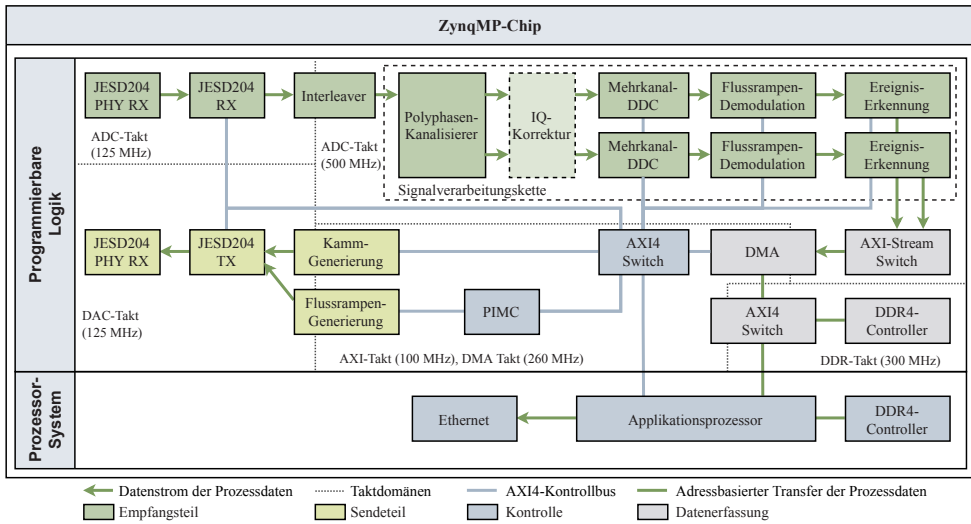 ZynqMP-Chip
Programmierbare
Logik
JESD204
PHY RX
JESD204
RX
Interleaver
ADC-Takt
(125 MHz)
ADC-Takt
(500 MHz)
Polyphasen-
Kanalisierer
IQ-
Korrektur
Mehrkanal-
DDC
Flussrampen-
Demodulation
Ereignis-
Erkennung
Mehrkanal-
DDC
Flussrampen-
Demodulation
Ereignis-
Erkennung
Signalverarbeitungskette
JESD204
PHY RX
JESD204
TX
Kamm-
Generierung
AXI4
Switch
DMA
AXI-Stream
Switch
Flussrampen-
Generierung
PIMC
AXI4
Switch
DDR4-
Controller
DAC-Takt
(125 MHz)
AXI-Takt (100 MHz), DMA Takt (260 MHz)
DDR-Takt (300 MHz)
Prozessor-
System
Ethernet
Applikationsprozessor
DDR4-
Controller
Datenstrom der Prozessdaten
Taktdomänen
AXI4-Kontrollbus
Adressbasierter Transfer der Prozessdaten
Empfangsteil
Sendeteil
Kontrolle
Datenerfassung